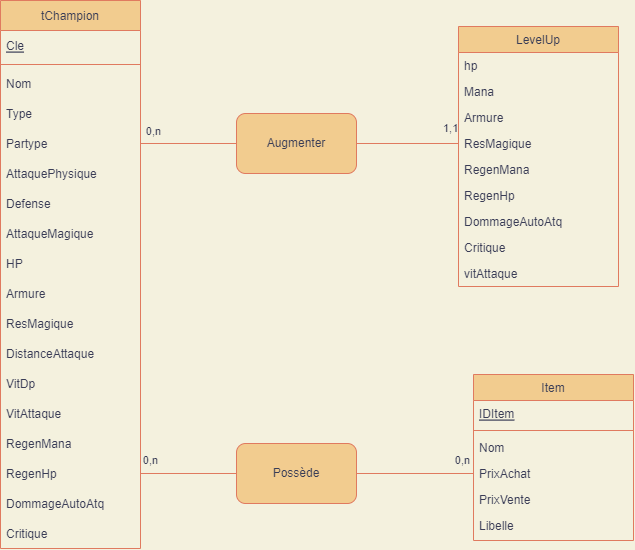 tChampion
Cle
Nom
Type
Partype
AttaquePhysique
Defense
AttaqueMagique
HP
Armure
ResMagique
DistanceAttaque
VitDp
VitAttaque
RegenMana
RegenHp
DommageAutoAtq
Critique
0,n
Augmenter
1,1
LevelUp
hp
Mana
Armure
ResMagique
RegenMana
RegenHp
DommageAutoAtq
Critique
vitAttaque
0,n
Possède
0,n
Item
IDItem
Nom
PrixAchat
PrixVente
Libelle